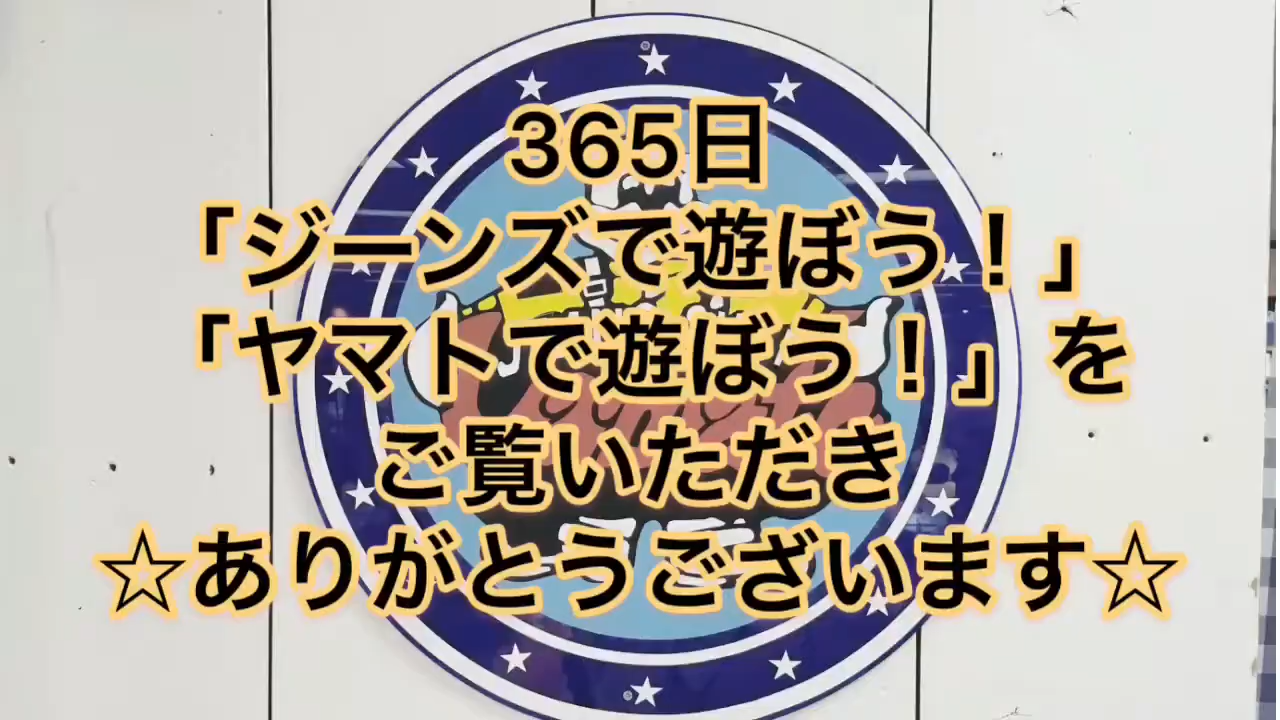 365日
「ジーンズで遊ぼう！」
「ヤマトで遊ぼう！」を
ご覧いただき
☆ありがとうございます☆